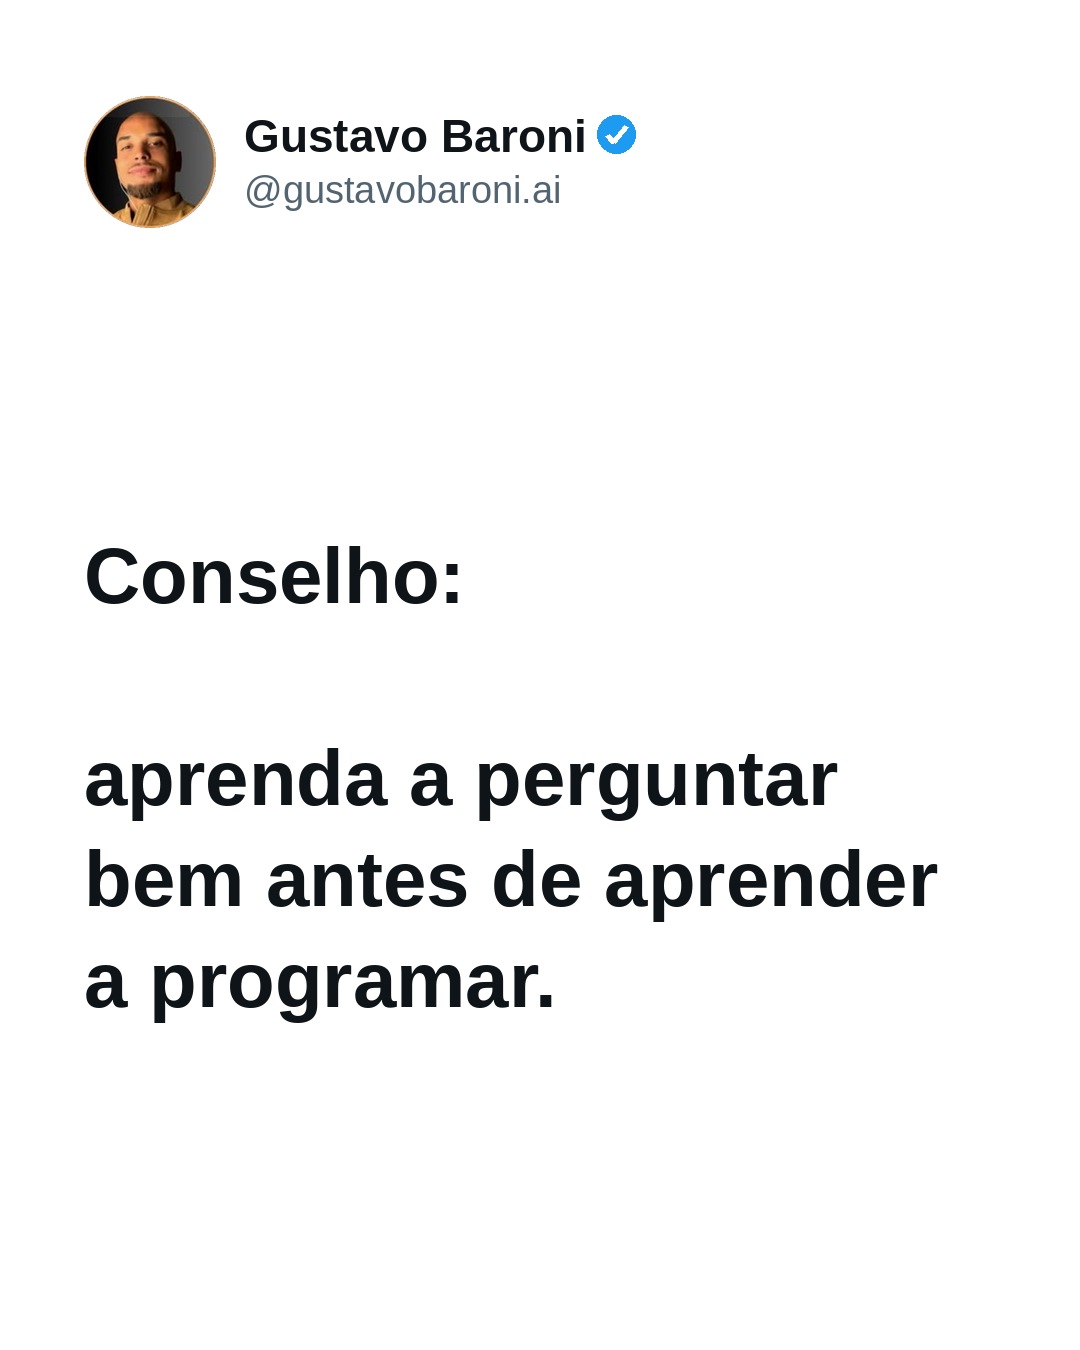 Gustavo Baroni
@gustavobaroni.ai
Conselho:
aprenda a perguntar
bem antes de aprender
a programar.